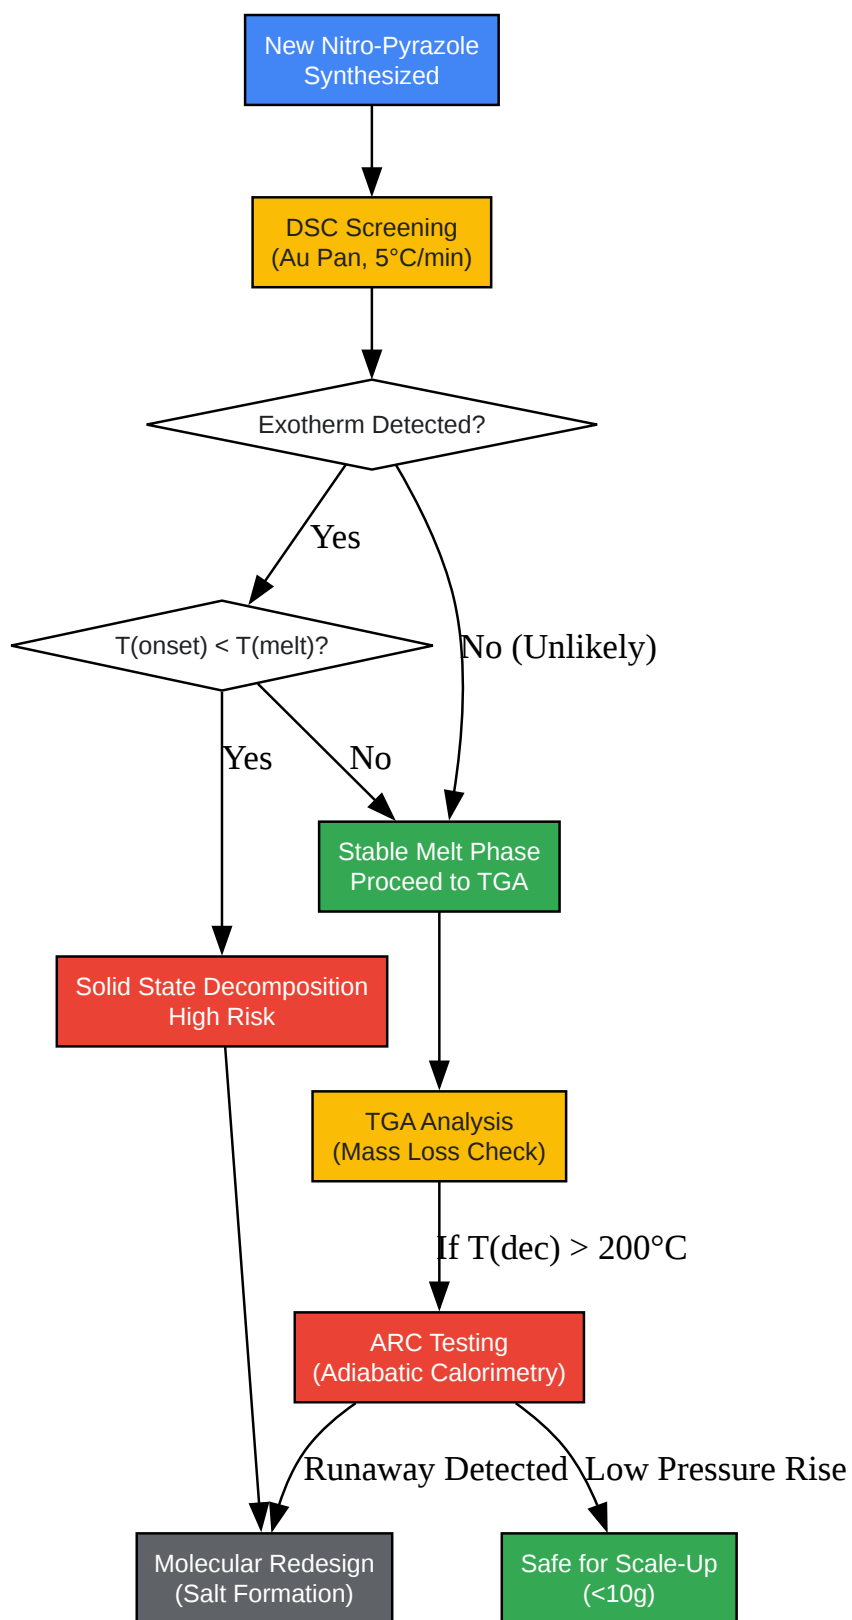 New Nitro-Pyrazole
Synthesized
DSC Screening
(Au Pan, 5°C/min)
Exotherm Detected?
Yes
T(onset) < T(melt)?
No (Unlikely)
Yes
No
Stable Melt Phase
Proceed to TGA
Solid State Decomposition
High Risk
TGA Analysis
(Mass Loss Check)
If T(dec) > 200°C
ARC Testing
(Adiabatic Calorimetry)
Runaway Detected
Low Pressure Rise
Molecular Redesign
(Salt Formation)
Safe for Scale-Up
(<10g)